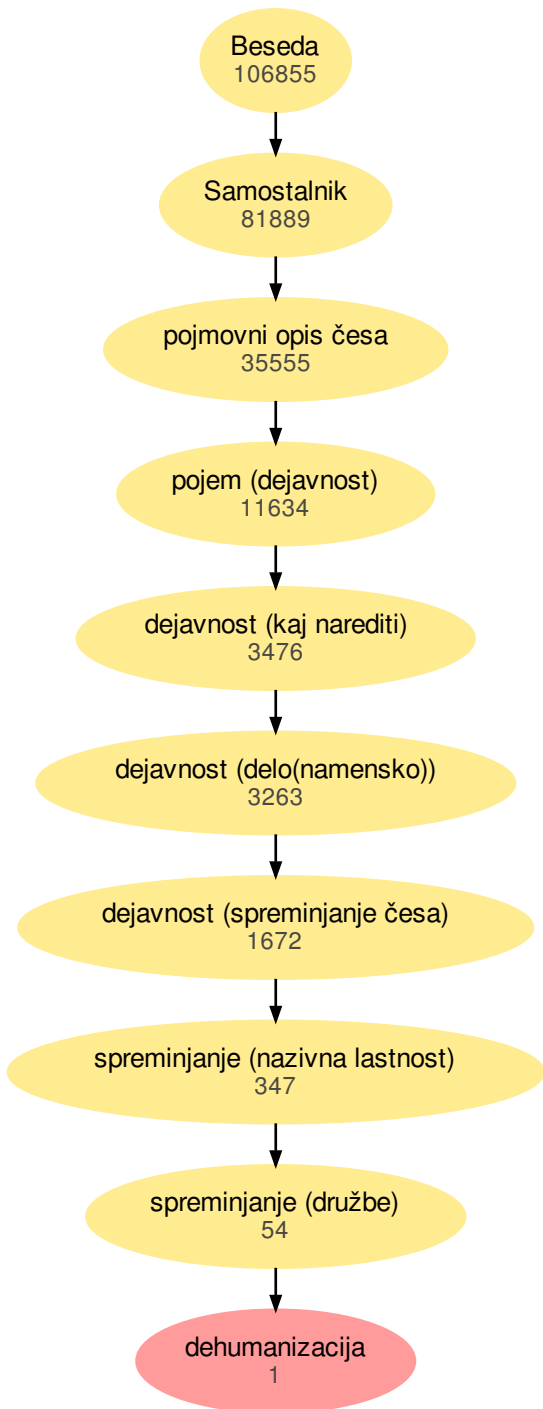 Beseda
106855
Samostalnik
81889
pojmovni opis česa
35555
pojem (dejavnost)
11634
dejavnost (kaj narediti)
3476
dejavnost (delo(namensko))
3263
dejavnost (spreminjanje česa)
1672
spreminjanje (nazivna lastnost)
347
spreminjanje (družbe)
54
dehumanizacija
1